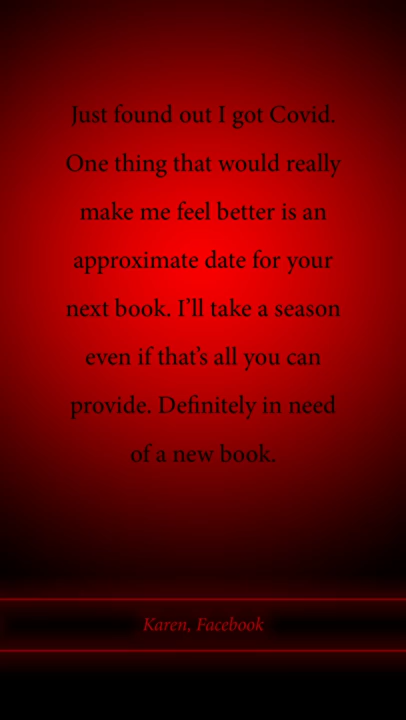 Just found out I got Covid.
One thing that would really
make me feel better is an
approximate date for your
next book. I’ll take a season
even if that’s all you can
provide. Definitely in need
of a new book.
Karen, Facebook